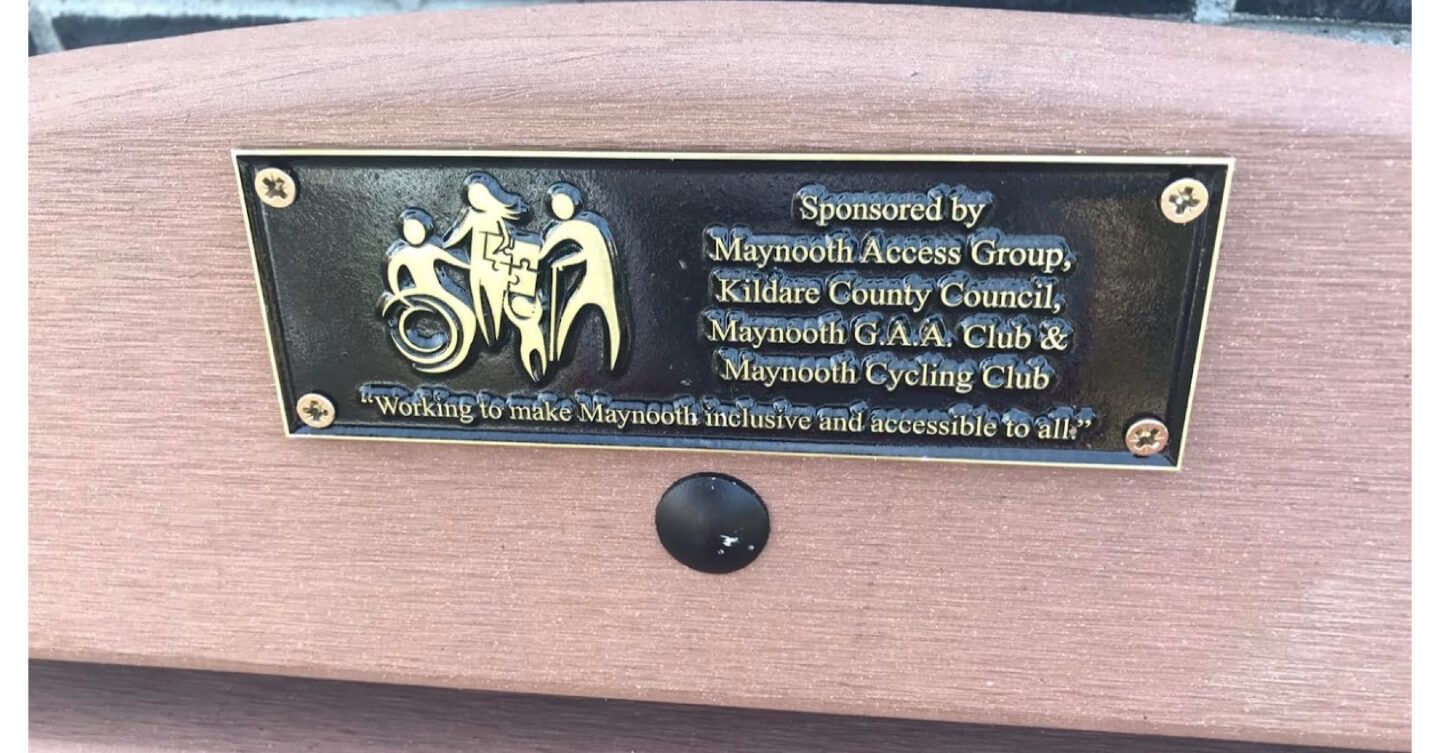 Sponsored by
Maynooth Access Group,
Kildare County Council,
Maynooth G.A.A. Club &
Maynooth Cycling Club
“Working to make Maynooth inclusive and accessible to all.”